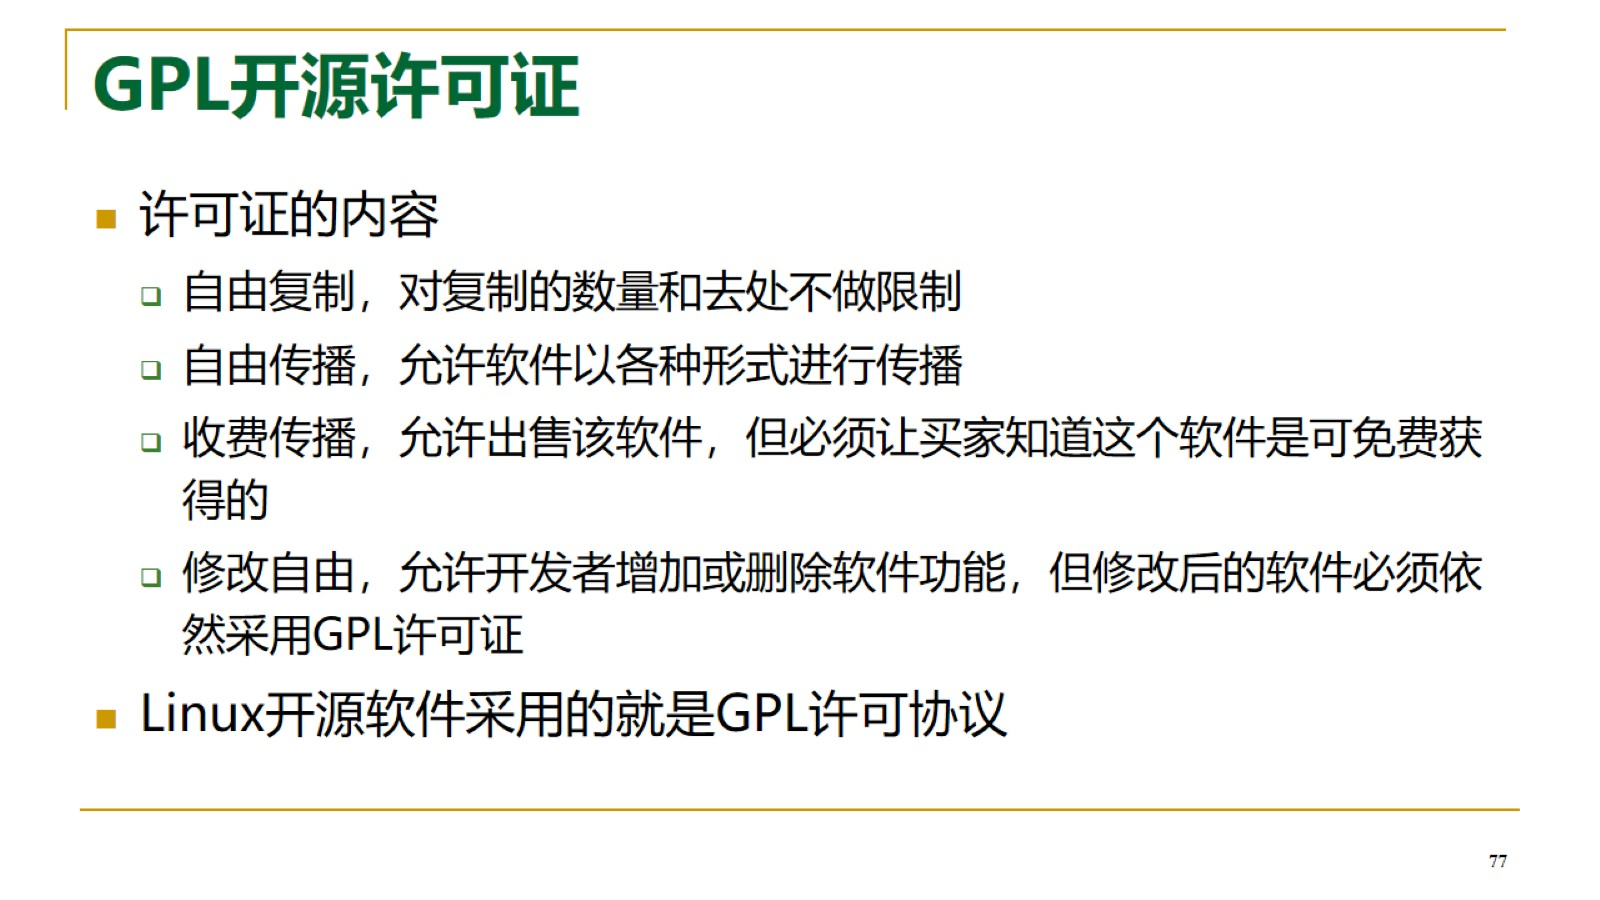 GPL开源许可证
许可证的内容
自由复制，对复制的数量和去处不做限制
自由传播，允许软件以各种形式进行传播
收费传播，允许出售该软件，但必须让买家知道这个软件是可免费获
得的
修改自由，允许开发者增加或删除软件功能，但修改后的软件必须依
然采用GPL许可证
Linux开源软件采用的就是GPL许可协议
77